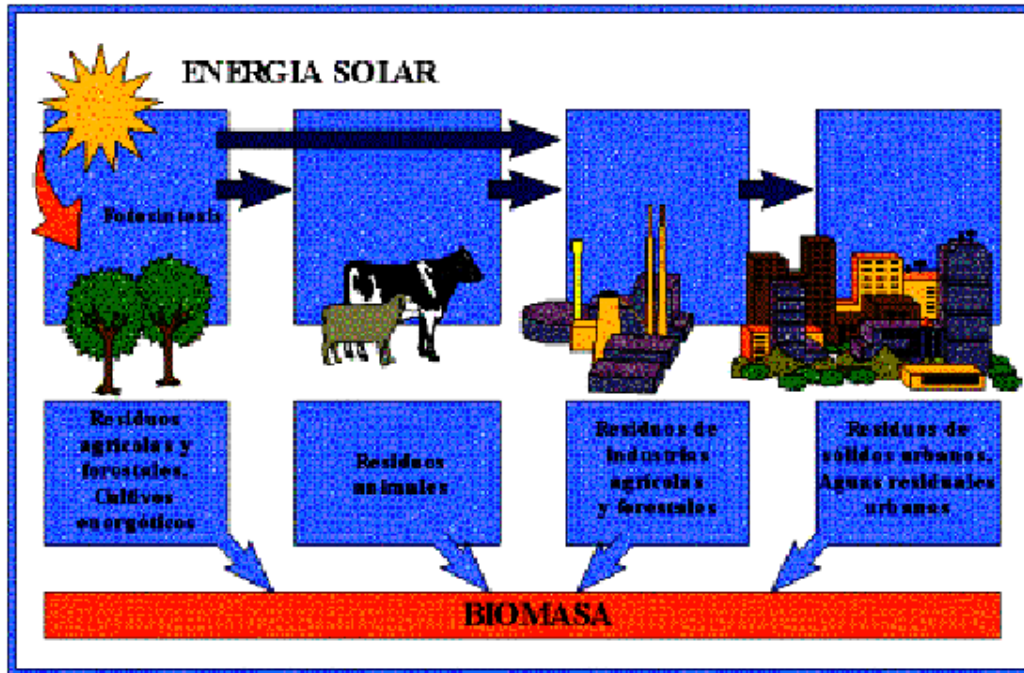 ENERGIA SOLAR
Fotosíntesis
Residuos
agrícolas y
forestales.
Cultivos
energéticos
Residuos
animales
Residuos de
industrias
agrícolas
y forestales
Residuos de
sólidos urbanos.
Aguas residuales
urbanos
BIOMASA